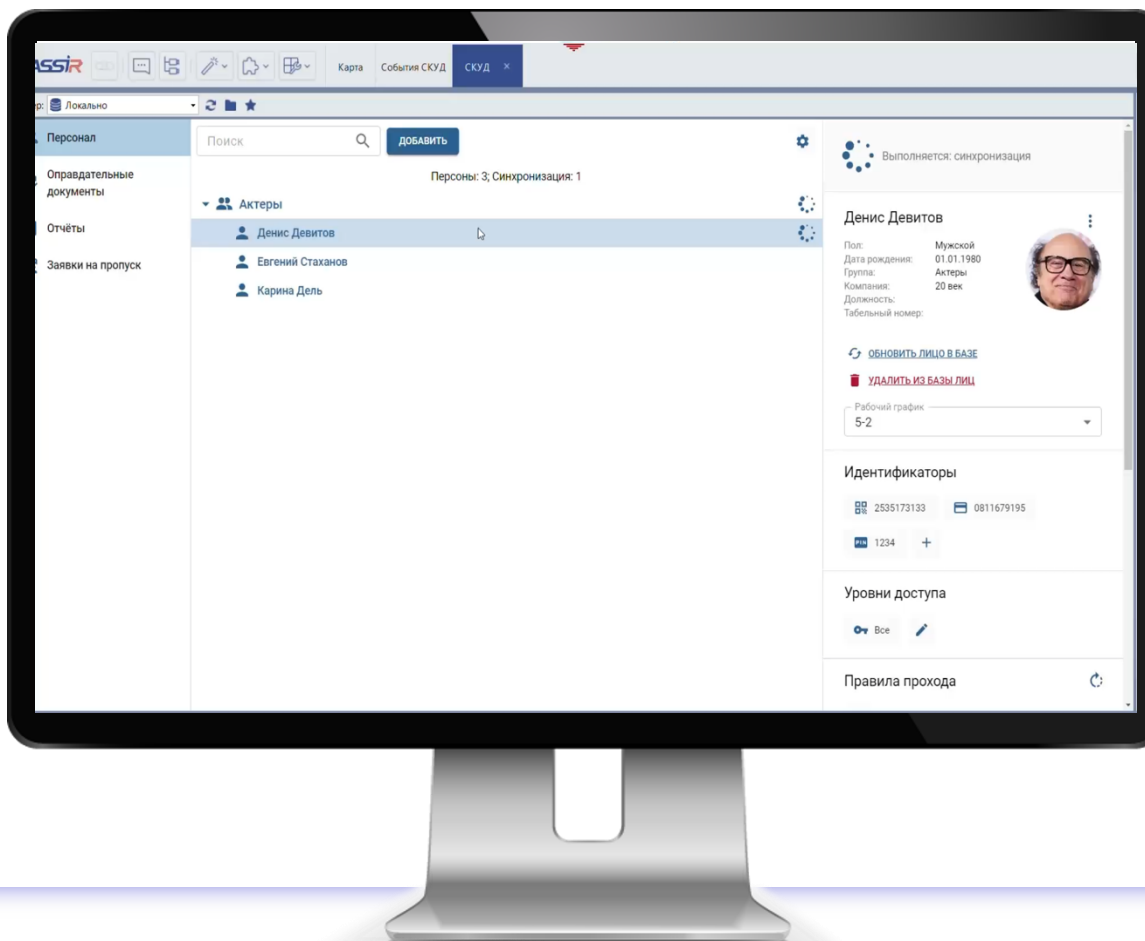 ASSIR
Карта
События СКУД
СКУД ×
ер: Локально
Персонал
Оправдательные
документы
Отчёты
Заявки на пропуск
Поиск
ДОБАВИТЬ
Персоны: 3; Синхронизация: 1
Актеры
Денис Девитов
Евгений Стаханов
Карина Дель
Выполняется: синхронизация
Денис Девитов
Пол: Мужской
Дата рождения: 01.01.1980
Группа: Актеры
Компания: 20 век
Должность:
Табельный номер:
ОБНОВИТЬ ЛИЦО В БАЗЕ
УДАЛИТЬ ИЗ БАЗЫ ЛИЦ
Рабочий график
5-2
Идентификаторы
2535173133
0811679195
PIN 1234 +
Уровни доступа
Все
Правила прохода